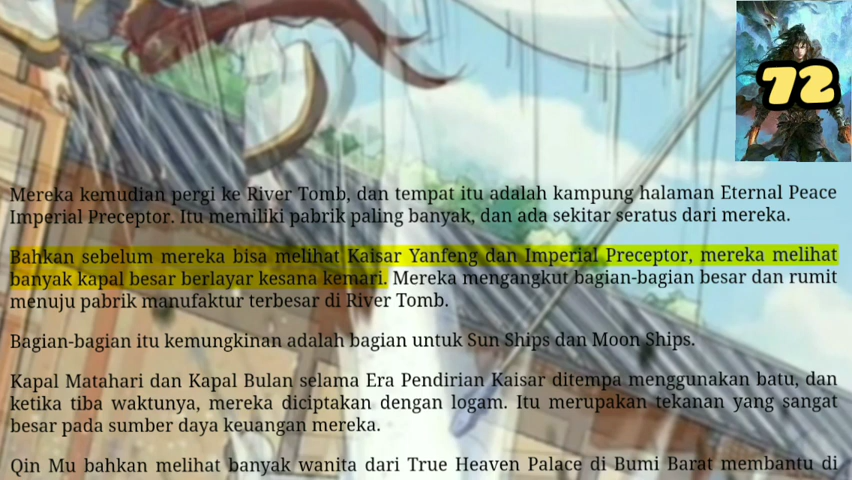 72
Mereka kemudian pergi ke River Tomb, dan tempat itu adalah kampung halaman Eternal Peace
Imperial Preceptor. Itu memiliki pabrik paling banyak, dan ada sekitar seratus dari mereka.
Bahkan sebelum mereka bisa melihat Kaisar Yanfeng dan Imperial Preceptor, mereka melihat
banyak kapal besar berlayar kesana kemari. Mereka mengangkut bagian-bagian besar dan rumit
menuju pabrik manufaktur terbesar di River Tomb.
Bagian-bagian itu kemungkinan adalah bagian untuk Sun Ships dan Moon Ships.
Kapal Matahari dan Kapal Bulan selama Era Pendirian Kaisar ditempa menggunakan batu, dan
ketika tiba waktunya, mereka diciptakan dengan logam. Itu merupakan tekanan yang sangat
besar pada sumber daya keuangan mereka.
Qin Mu bahkan melihat banyak wanita dari True Heaven Palace di Bumi Barat membantu di